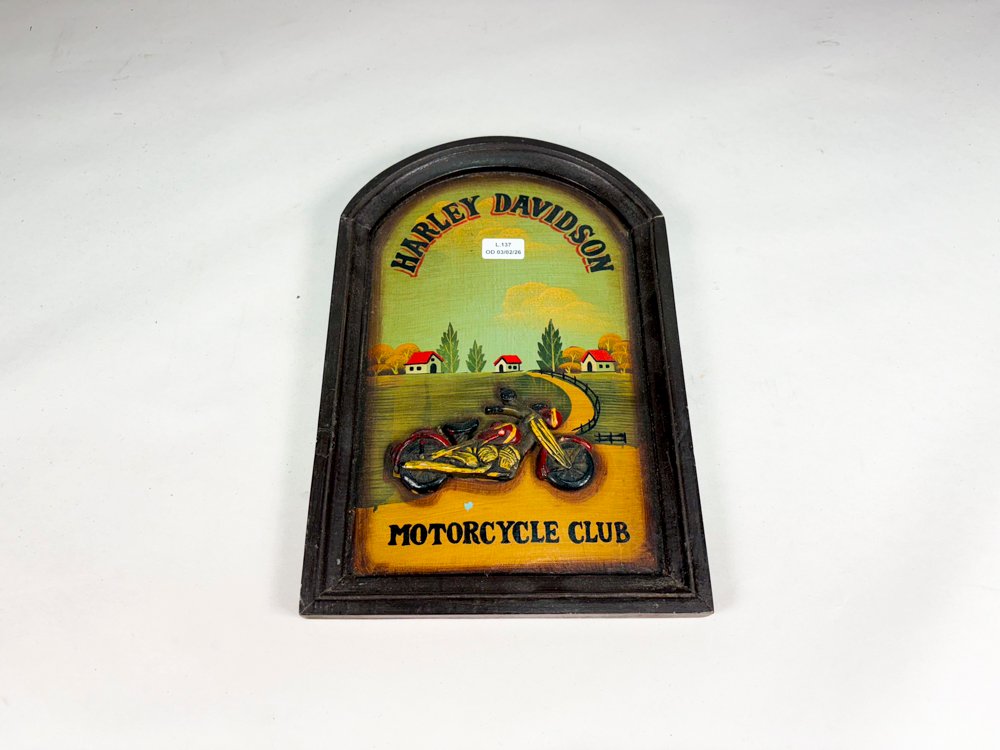 HARLEY DAVIDSON
L.137
OD 03/02/26
MOTORCYCLE CLUB